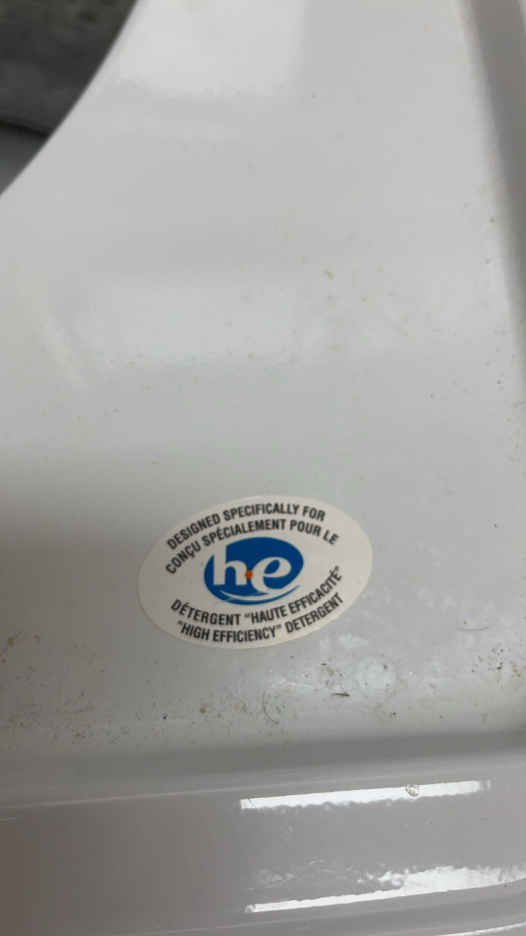 DESIGNED SPECIFICALLY FOR
CONÇU SPÉCIALEMENT POUR LE
he
DÉTERGENT "HAUTE EFFICACITÉ"
"HIGH EFFICIENCY" DETERGENT